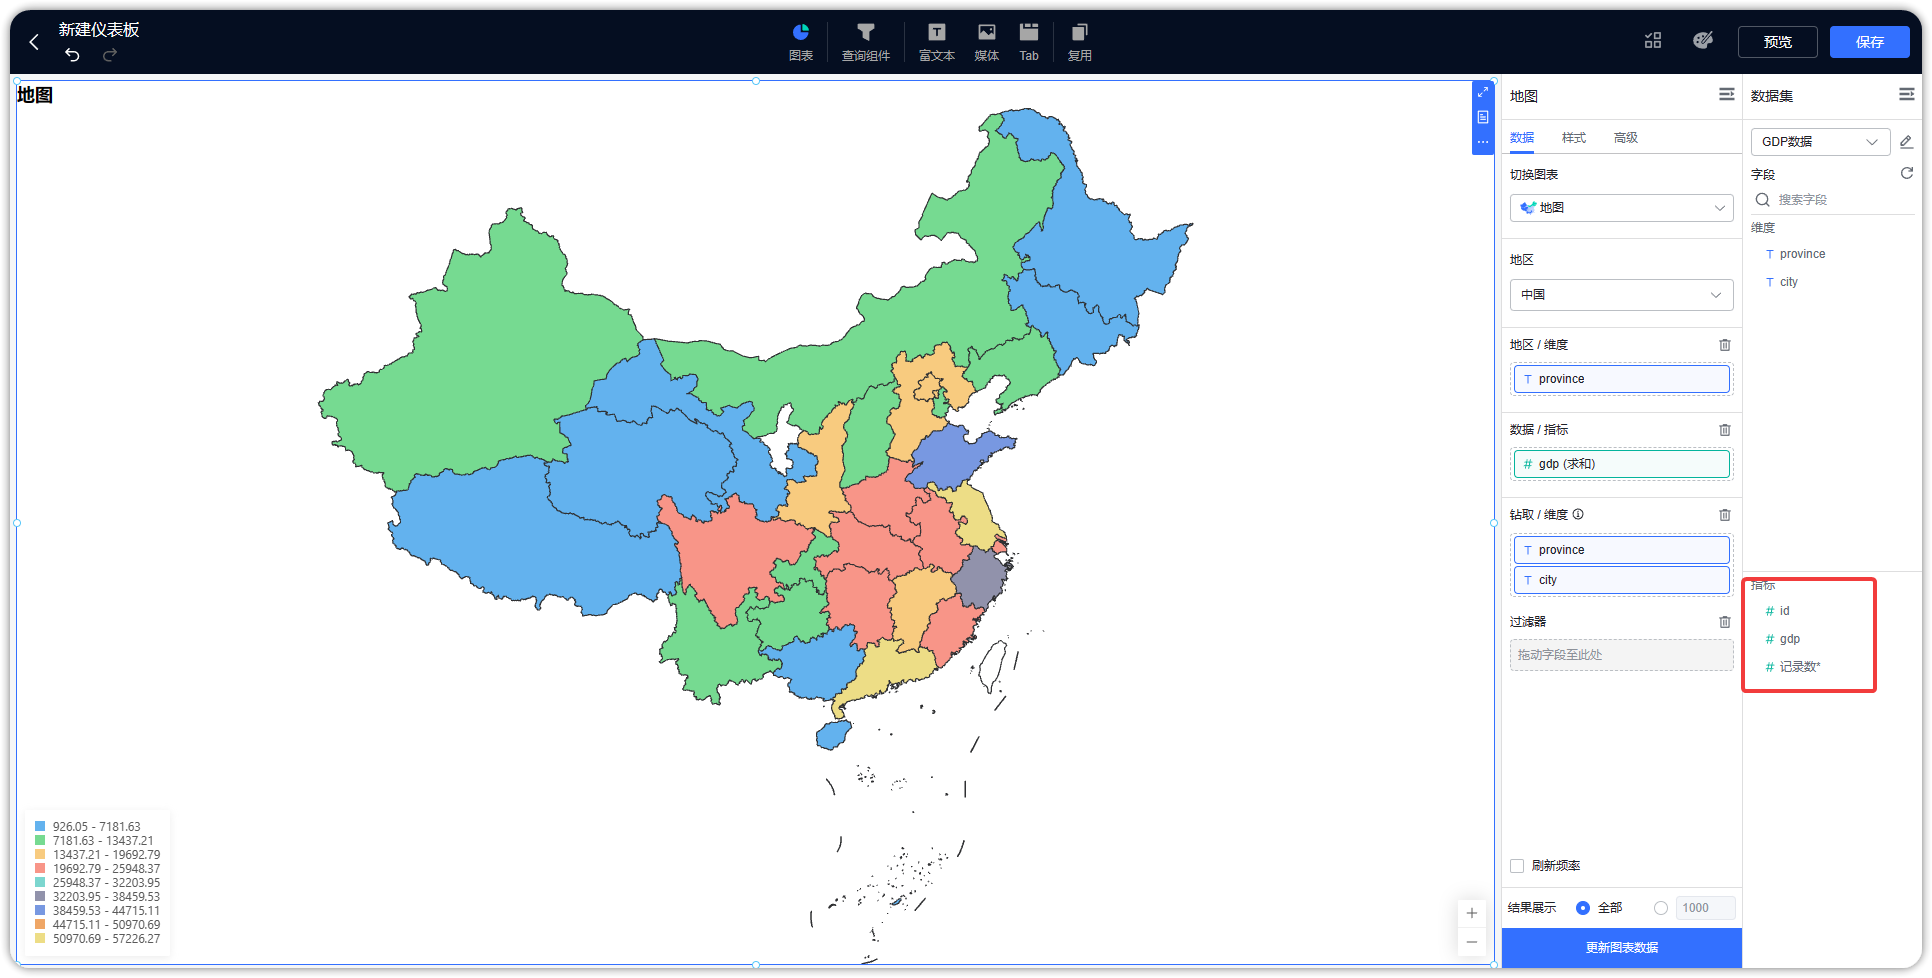 新建仪表板
图表
查询组件
富文本
媒体
Tab
复用
预览
保存
地图
926.05 - 7181.63
7181.63 - 13437.21
13437.21 - 19692.79
19692.79 - 25948.37
25948.37 - 32203.95
32203.95 - 38459.53
38459.53 - 44715.11
44715.11 - 50970.69
50970.69 - 57226.27
地图
数据
样式
高级
切换图表
地图
地区
中国
地区 / 维度
T province
数据 / 指标
# gdp (求和)
钻取 / 维度
T province
T city
过滤器
拖动字段至此处
刷新频率
结果展示
全部
1000
更新图表数据
数据集
GDP数据
字段
搜索字段
维度
T province
T city
指标
# id
# gdp
# 记录数*